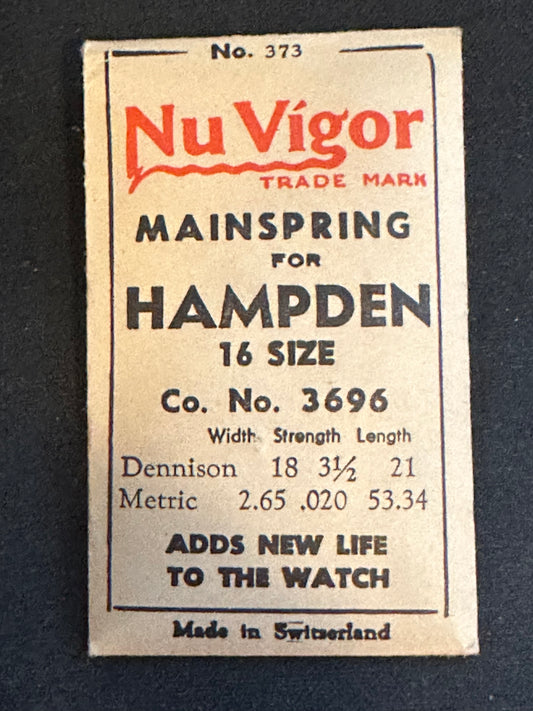 No. 373
Nu Vigor
TRADE MARK
MAINSPRING
FOR
HAMPDEN
16 SIZE
Co. No. 3696
Width Strength Length
Dennison 18 3½ 21
Metric 2.65 .020 53.34
ADDS NEW LIFE
TO THE WATCH
Made in Switzerland